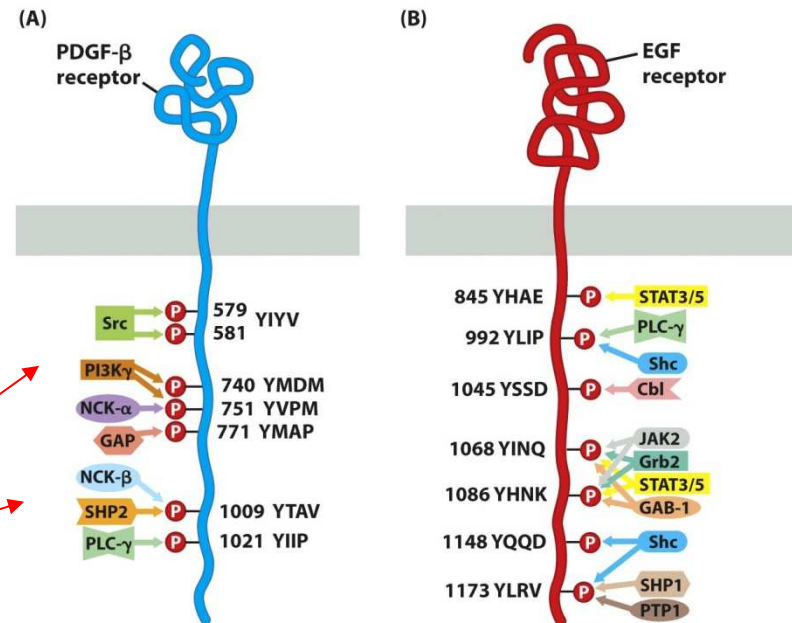 (A)
PDGF-β
receptor
Src
P
P
579
581
YIYV
PI3Kγ
P
740 YMDM
NCK-α
P
751 YVPM
GAP
P
771 YMAP
NCK-β
SHP2
P
1009 YTAV
PLC-γ
P
1021 YIIP
(B)
EGF
receptor
845 YHAE
P
STAT3/5
992 YLIP
P
PLC-γ
Shc
1045 YSSD
P
Cbl
1068 YINQ
P
JAK2
Grb2
STAT3/5
1086 YHNK
P
GAB-1
1148 YQQD
P
Shc
1173 YLRV
P
SHP1
PTP1